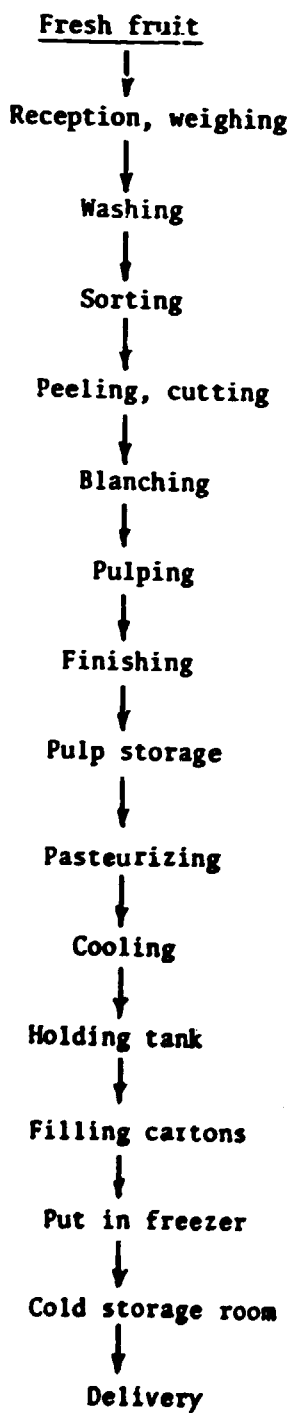 Fresh fruit
Reception, weighing
Washing
Sorting
Peeling, cutting
Blanching
Pulping
Finishing
Pulp storage
Pasteurizing
Cooling
Holding tank
Filling cartons
Put in freezer
Cold storage room
Delivery